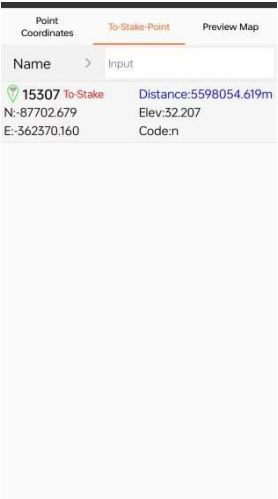 Point
Coordinates
To-Stake-Point
Preview Map
Name > Input
15307 To-Stake Distance:5598054.619m
N:-87702.679 Elev:32.207
E:-362370.160 Code:n